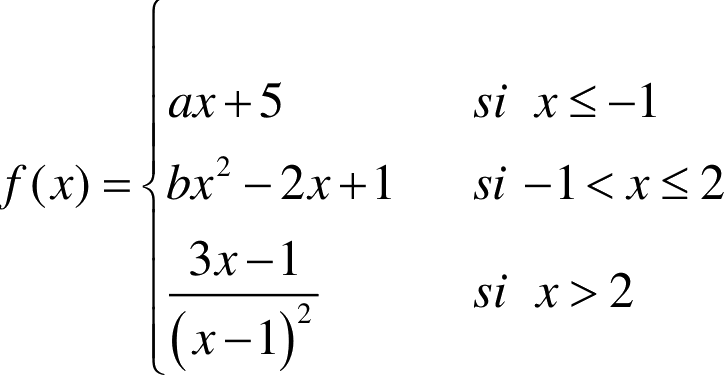 ax + 5 si x ≤ −1
f(x) = { bx² − 2x + 1 si −1 < x ≤ 2
3x − 1
(x − 1)² si x > 2